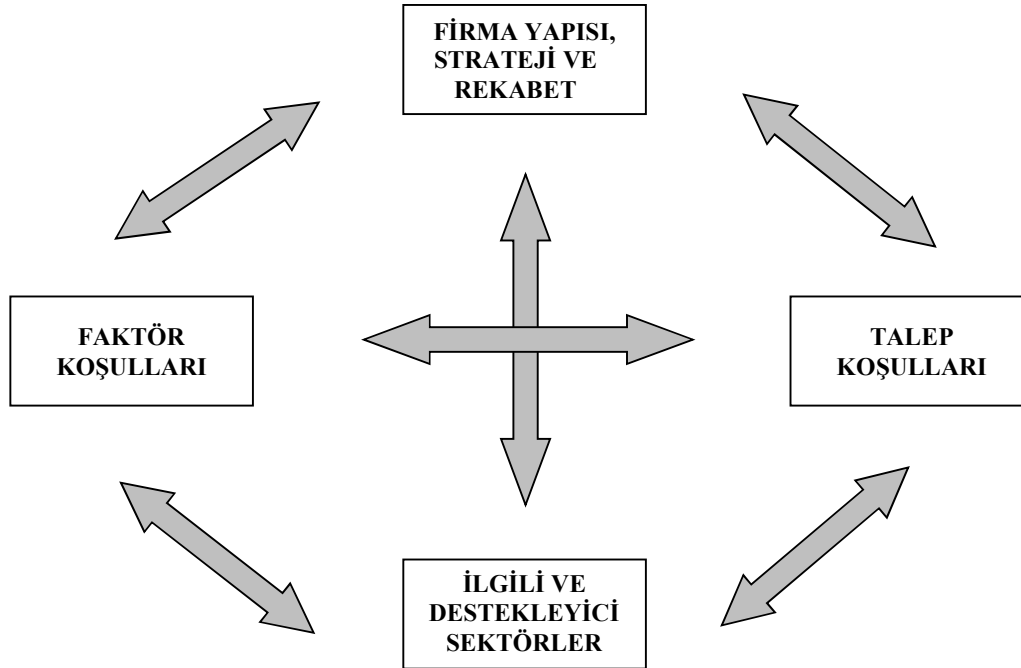 FİRMA YAPISI,
STRATEJİ VE
REKABET
FAKTÖR
KOŞULLARI
TALEP
KOŞULLARI
İLGİLİ VE
DESTEKLEYİCİ
SEKTÖRLER